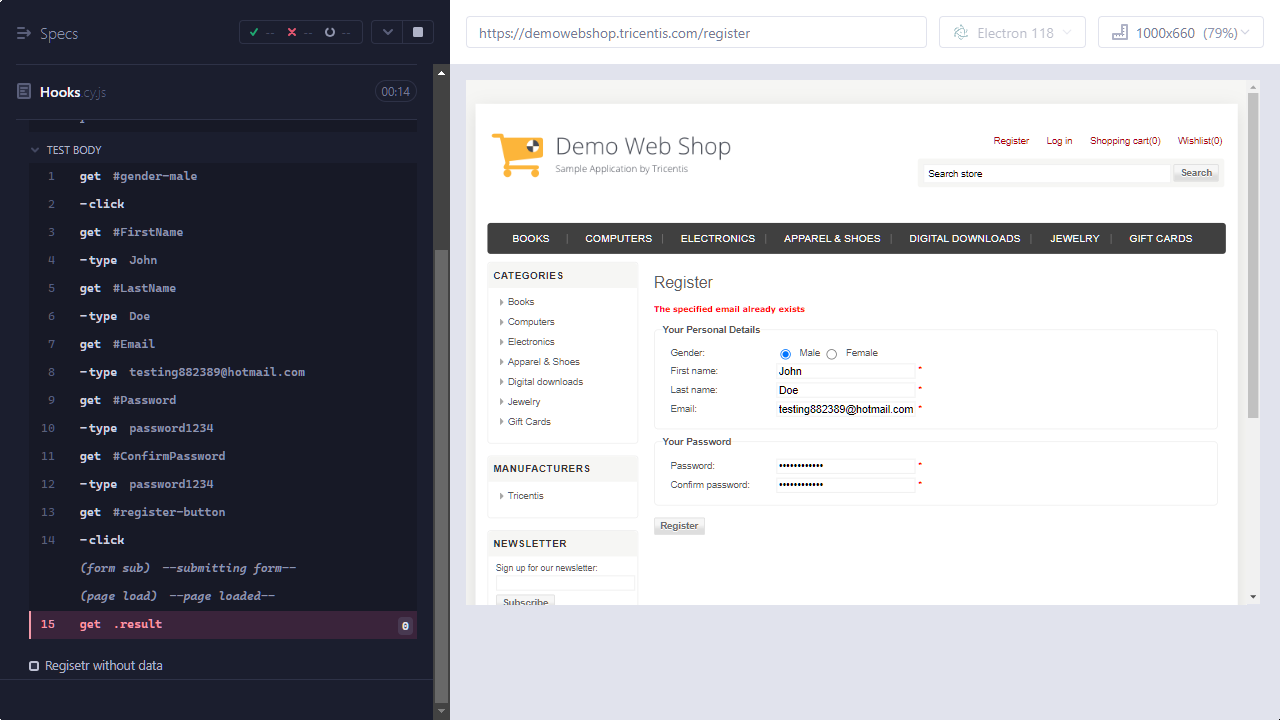 Specs
--
--
--
Hooks.cy.js
00:14
TEST BODY
1 get #gender-male
2 -click
3 get #FirstName
4 -type John
5 get #LastName
6 -type Doe
7 get #Email
8 -type testing882389@hotmail.com
9 get #Password
10 -type password1234
11 get #ConfirmPassword
12 -type password1234
13 get #register-button
14 -click
(form sub) --submitting form--
(page load) --page loaded--
15 get .result 0
Regisetr without data
https://demowebshop.tricentis.com/register
Electron 118
1000x660 (79%)
Demo Web Shop
Sample Application by Tricentis
Register Log in Shopping cart(0) Wishlist(0)
Search store Search
BOOKS | COMPUTERS | ELECTRONICS | APPAREL & SHOES | DIGITAL DOWNLOADS | JEWELRY | GIFT CARDS
CATEGORIES
Books
Computers
Electronics
Apparel & Shoes
Digital downloads
Jewelry
Gift Cards
MANUFACTURERS
Tricentis
NEWSLETTER
Sign up for our newsletter:
Subscribe
Register
The specified email already exists
Your Personal Details
Gender: Male Female
First name: John *
Last name: Doe *
Email: testing882389@hotmail.com *
Your Password
Password: •••••••••••• *
Confirm password: •••••••••••• *
Register